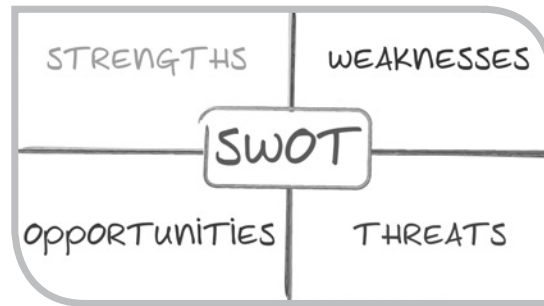 STRENGTHS WEAKNESSES
SWOT
OPPORTUNITIES THREATS